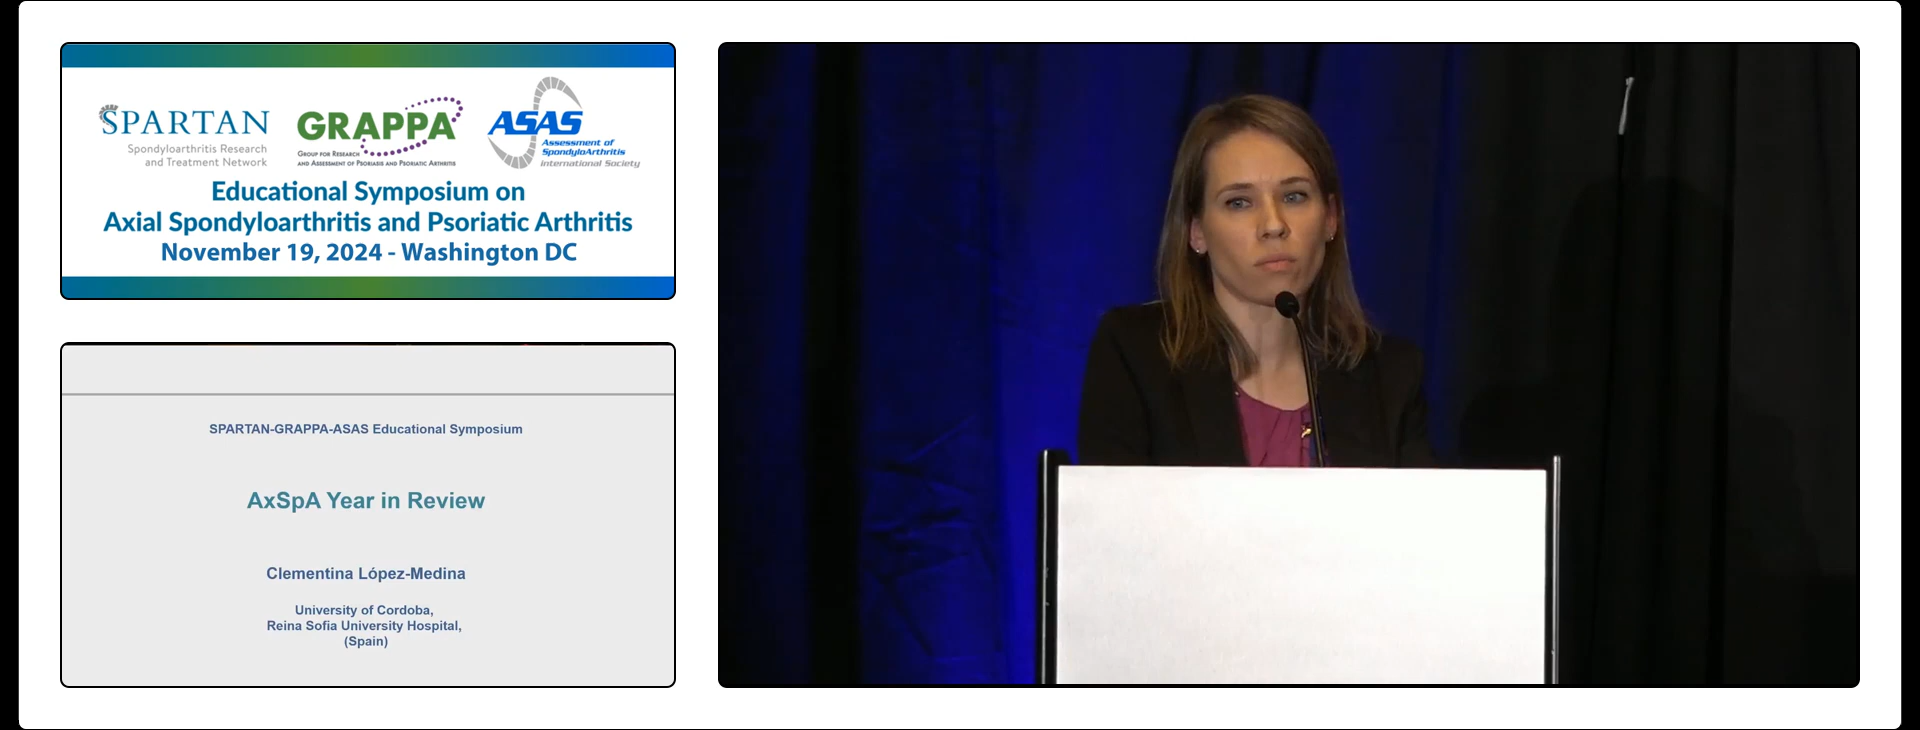 SPARTAN
Spondyloarthritis Research
and Treatment Network
GRAPPA
GROUP FOR RESEARCH
AND ASSESSMENT OF PSORIASIS AND PSORIATIC ARTHRITIS
ASAS
Assessment of
SpondyloArthritis
international Society
Educational Symposium on
Axial Spondyloarthritis and Psoriatic Arthritis
November 19, 2024 - Washington DC
SPARTAN-GRAPPA-ASAS Educational Symposium
AxSpA Year in Review
Clementina López-Medina
University of Cordoba,
Reina Sofia University Hospital,
(Spain)